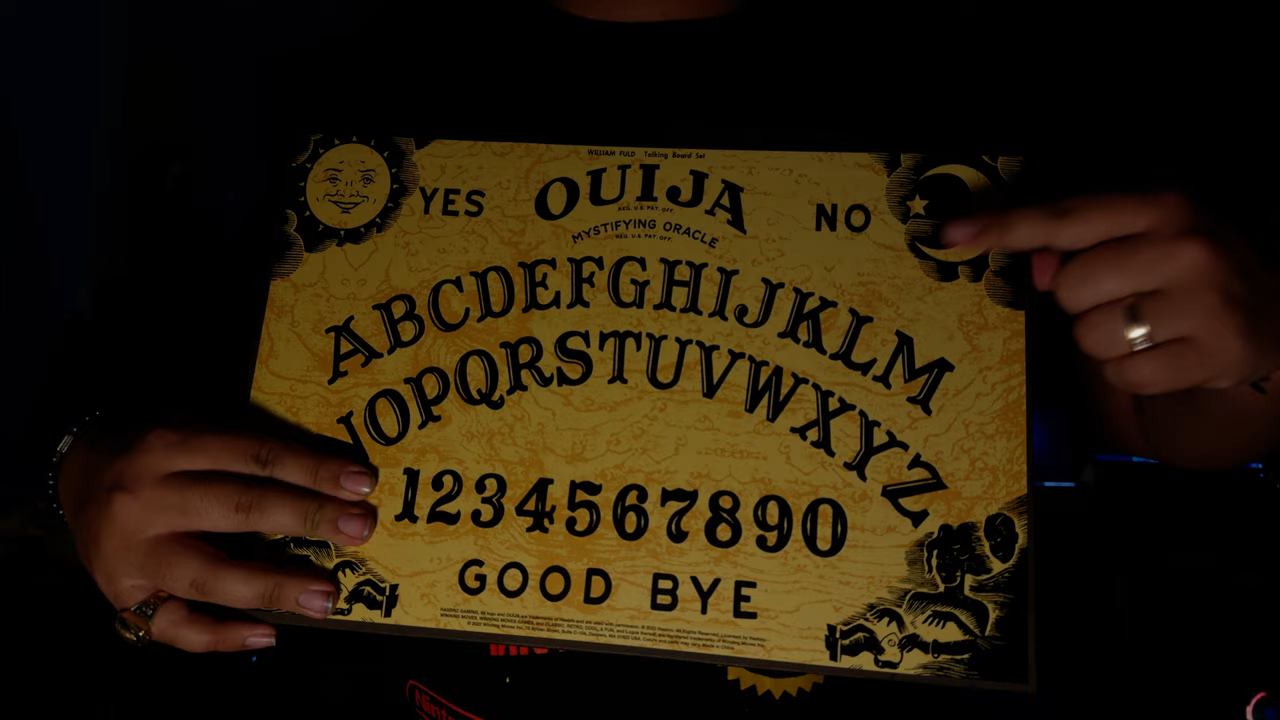 WILLIAM FULD Talking Board Set
YES OUIJA NO
REG. U.S. PAT. OFF.
MYSTIFYING ORACLE
REG. U.S. PAT. OFF.
ABCDEFGHIJKLM
NOPQRSTUVWXYZ
1234567890
GOOD BYE